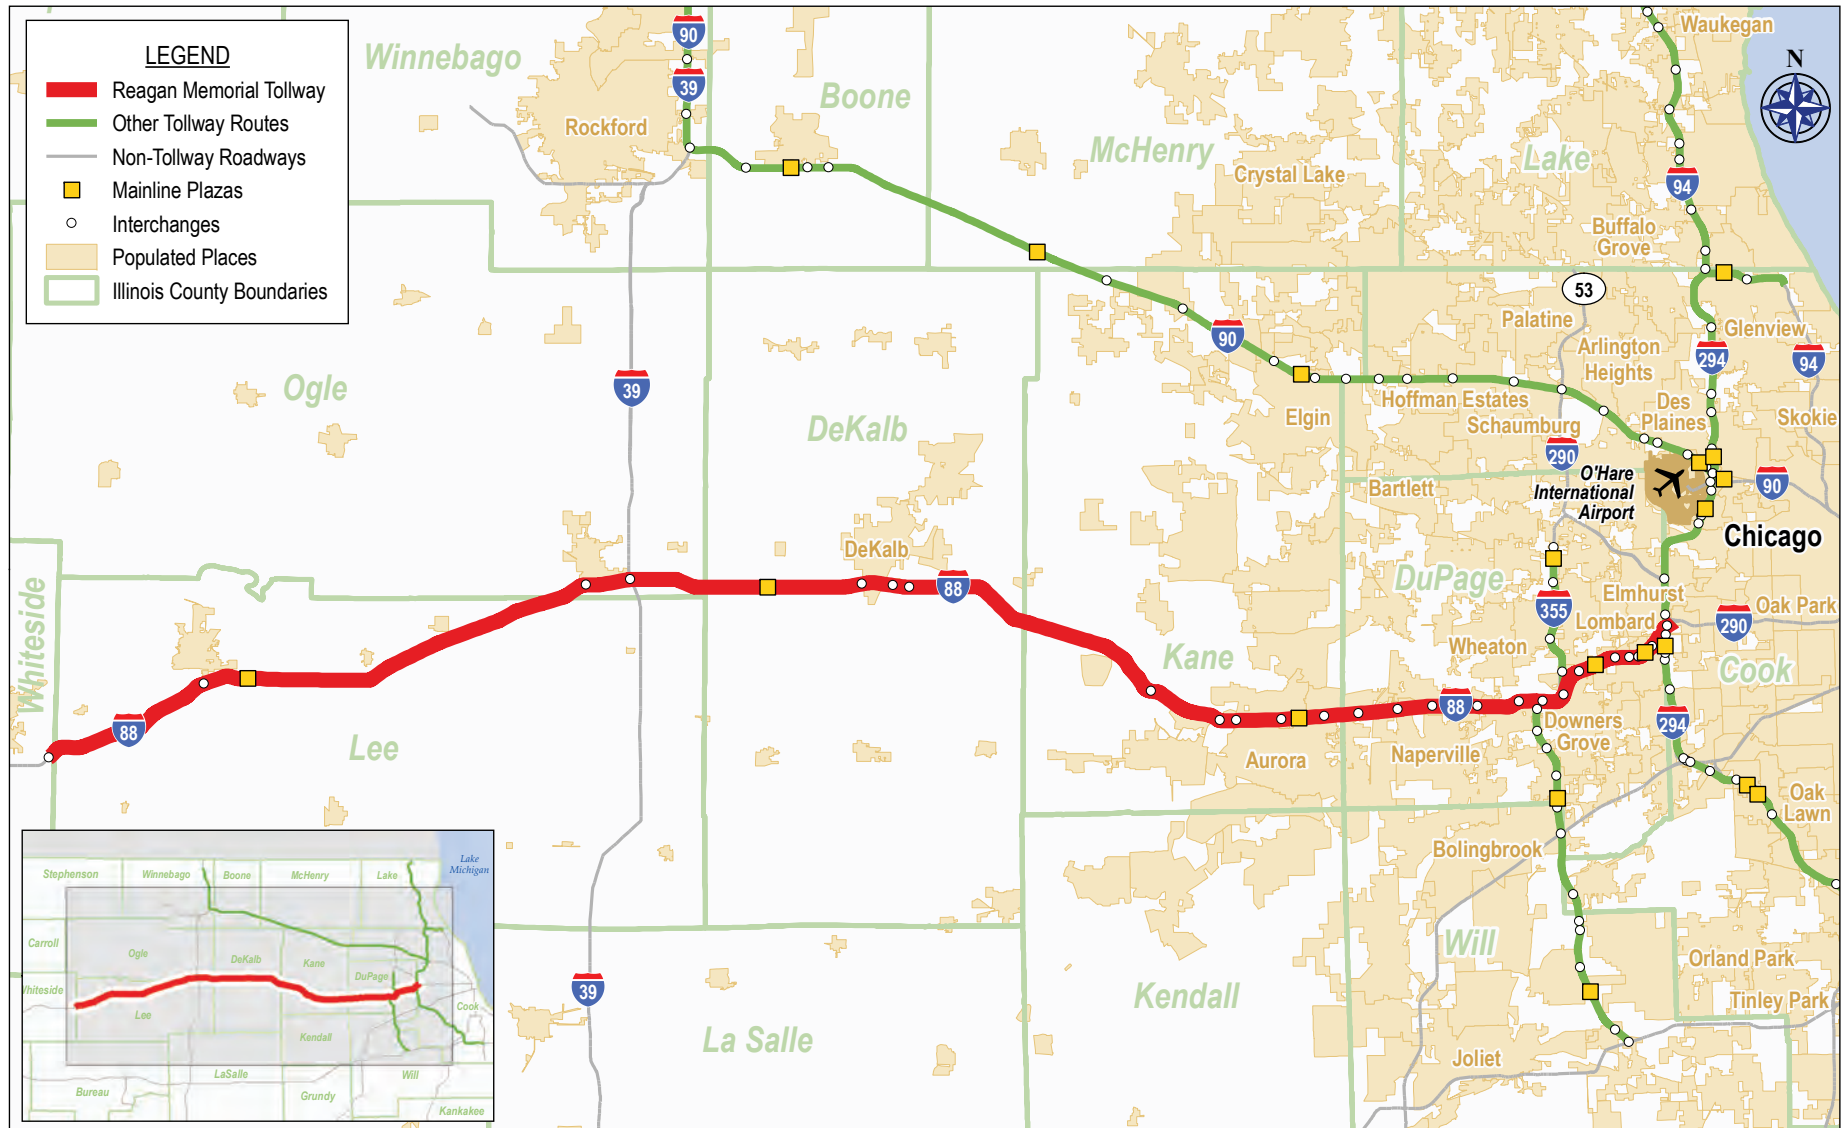 LEGEND
Reagan Memorial Tollway
Other Tollway Routes
Non-Tollway Roadways
Mainline Plazas
Interchanges
Populated Places
Illinois County Boundaries
Winnebago
90
39
Rockford
Boone
McHenry
Crystal Lake
Lake
Waukegan
N
94
Buffalo
Grove
53
Palatine
Glenview
Arlington
Heights
294
94
90
Ogle
39
DeKalb
Elgin
Hoffman Estates
Schaumburg
Des
Plaines
Skokie
290
O'Hare
International
Airport
90
Bartlett
Chicago
DeKalb
88
DuPage
355
Elmhurst
Lombard
Oak Park
290
Whiteside
Wheaton
Kane
Cook
88
88
Lee
Downers
Grove
294
Aurora
Naperville
Oak
Lawn
Bolingbrook
Will
39
Kendall
La Salle
Orland Park
Tinley Park
Joliet
Lake
Michigan
Stephenson
Winnebago
Boone
McHenry
Lake
Carroll
Ogle
DeKalb
Kane
DuPage
Whiteside
Lee
Cook
Kendall
LaSalle
Will
Bureau
Grundy
Kankakee